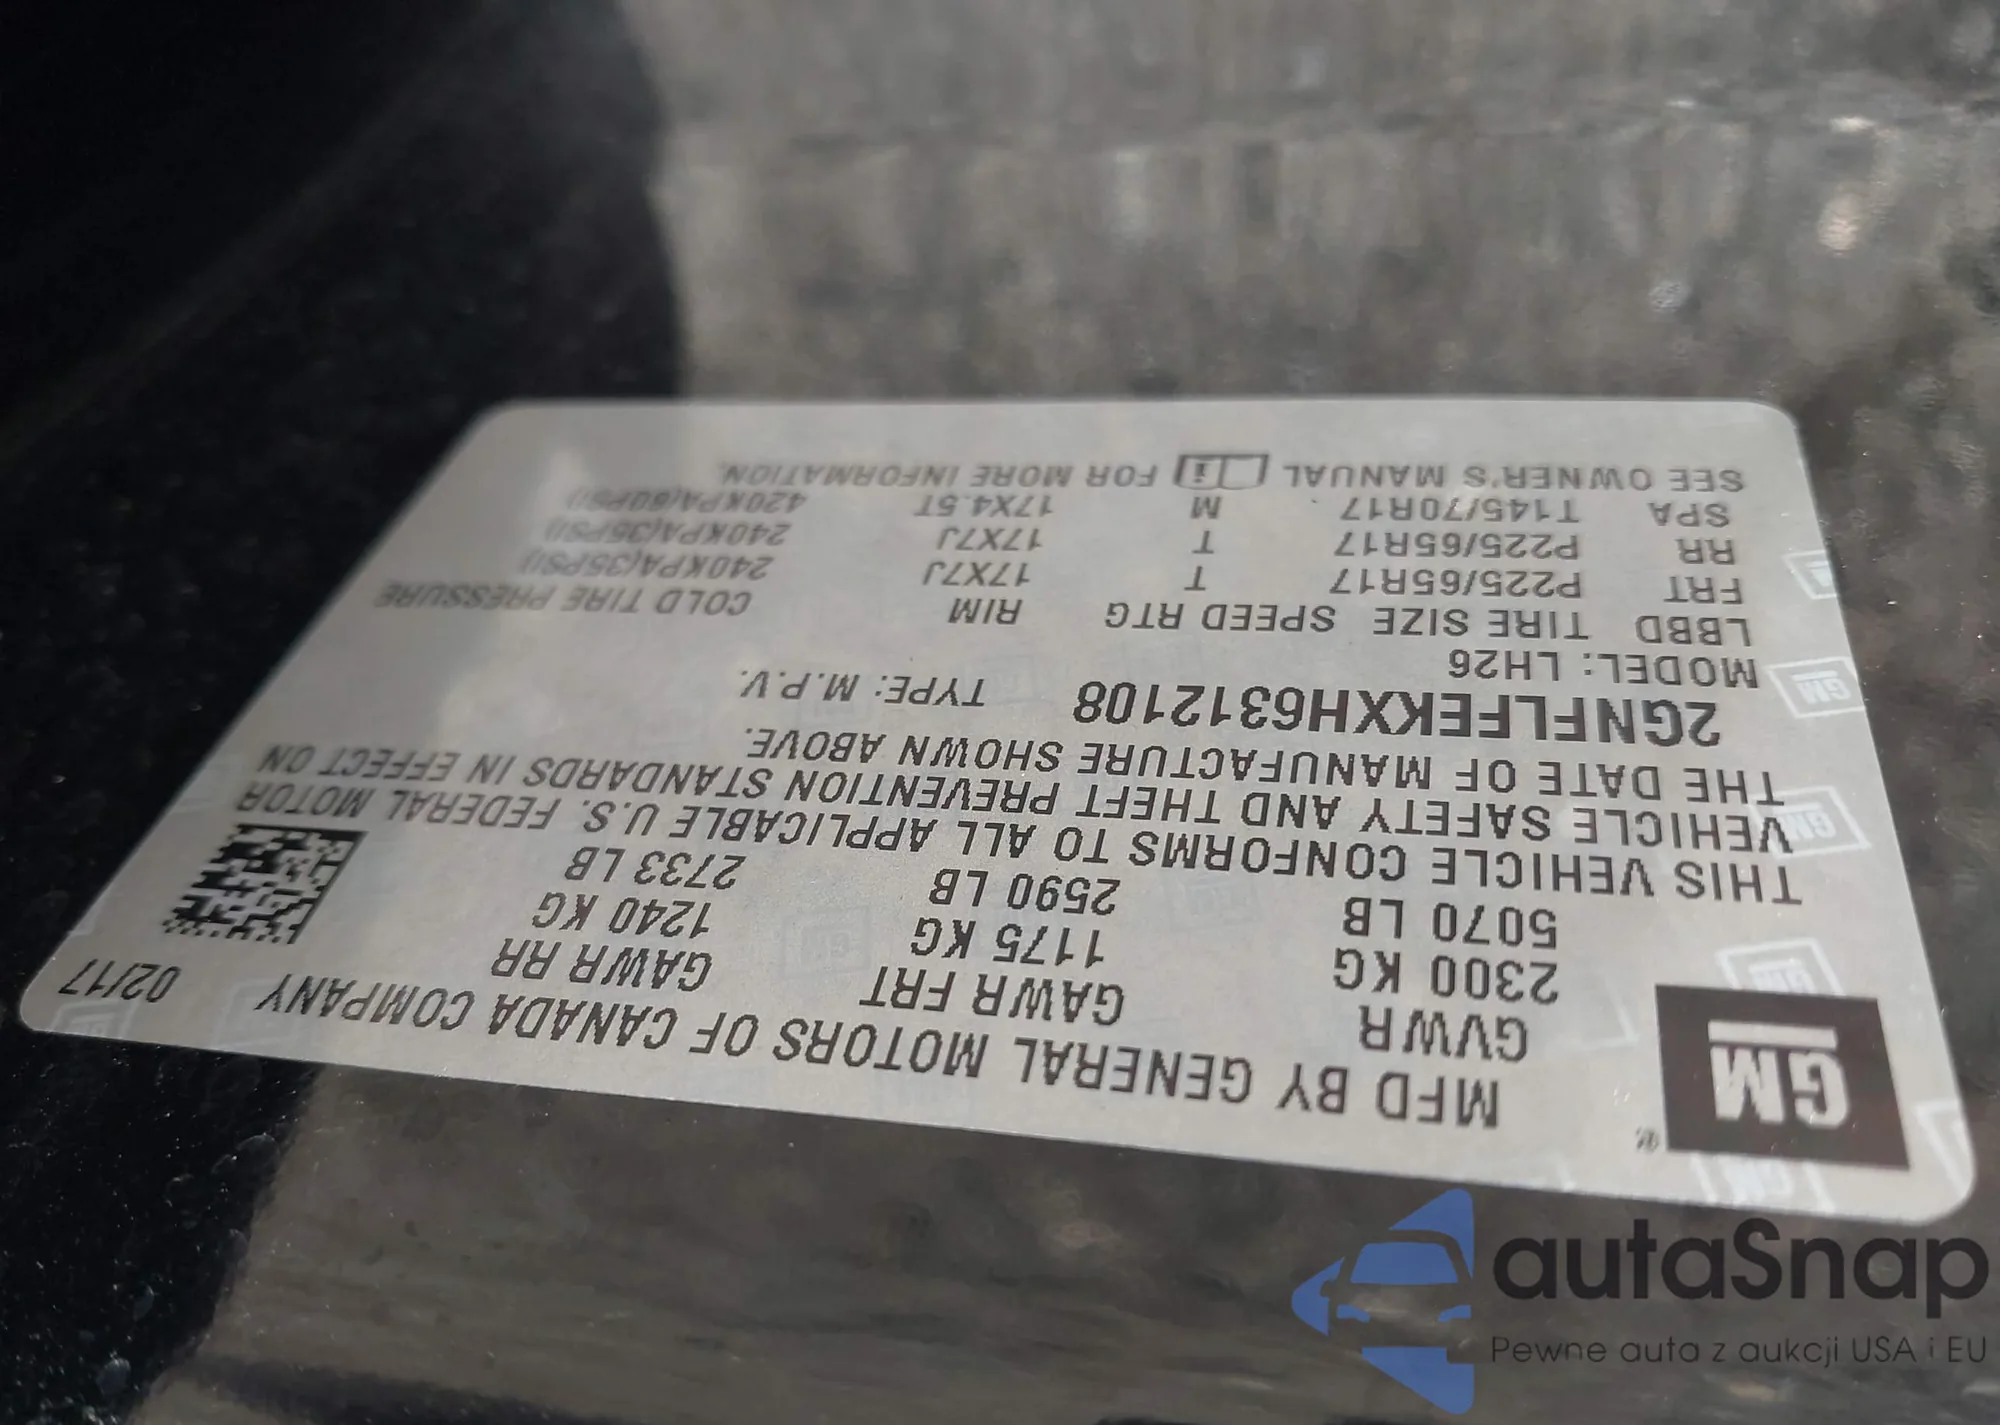 GM
MFD BY GENERAL MOTORS OF CANADA COMPANY 02/17
GVWR GAWR FRT GAWR RR
2300 KG 1175 KG 1240 KG
5070 LB 2590 LB 2733 LB
THIS VEHICLE CONFORMS TO ALL APPLICABLE U.S. FEDERAL MOTOR
VEHICLE SAFETY AND THEFT PREVENTION STANDARDS IN EFFECT ON
THE DATE OF MANUFACTURE SHOWN ABOVE.
2GNFLFEKXH6312108 TYPE: M.P.V.
MODEL: LH26
LBBD TIRE SIZE SPEED RTG RIM COLD TIRE PRESSURE
FRT P225/65R17 T 17X7J 240KPA(35PSI)
RR P225/65R17 T 17X7J 240KPA(35PSI)
SPA T145/70R17 M 17X4.5T 420KPA(60PSI)
SEE OWNER'S MANUAL i FOR MORE INFORMATION.
autaSnap
Pewne auta z aukcji USA i EU